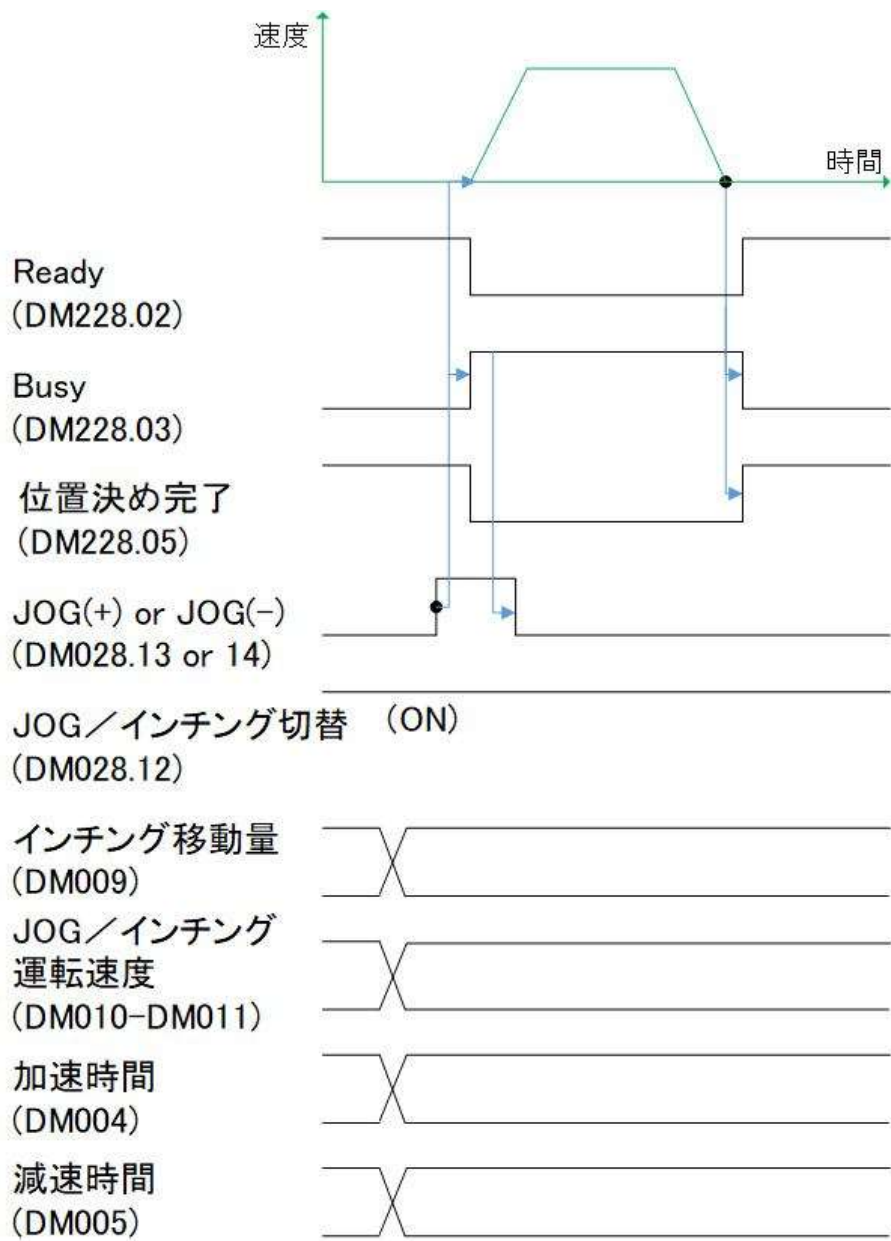 速度
時間
Ready
(DM228.02)
Busy
(DM228.03)
位置決め完了
(DM228.05)
JOG(+) or JOG(-)
(DM028.13 or 14)
JOG／インチング切替 (ON)
(DM028.12)
インチング移動量
(DM009)
JOG／インチング
運転速度
(DM010-DM011)
加速時間
(DM004)
減速時間
(DM005)